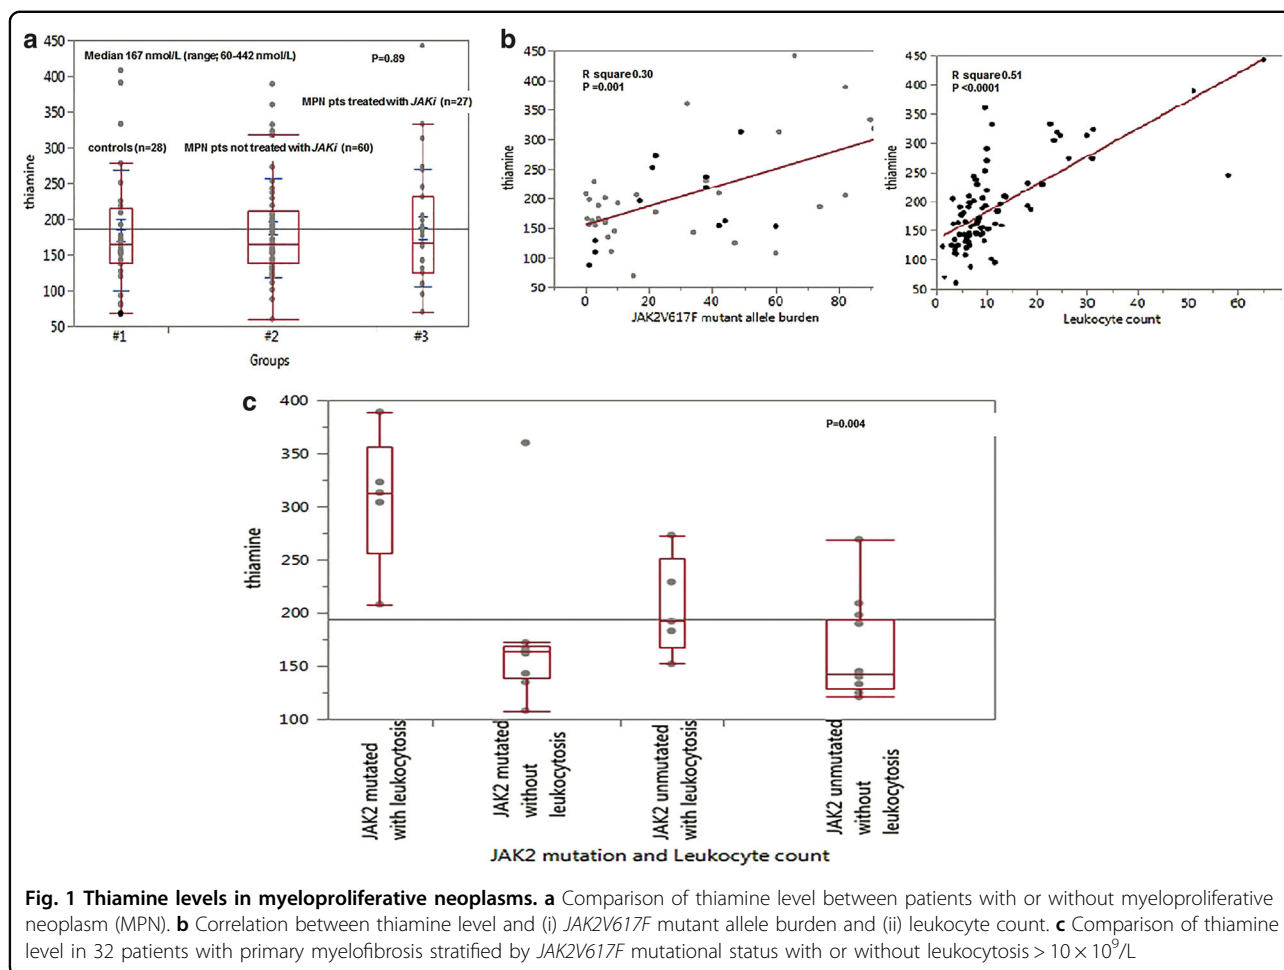 a
Median 167 nmol/L (range; 60-442 nmol/L)
P=0.89
MPN pts treated with JAKi (n=27)
controls (n=28)
MPN pts not treated with JAKi (n=60)
thiamine
450
400
350
300
250
200
150
100
50
#1
#2
#3
Groups
b
R square 0.30
P =0.001
thiamine
450
400
350
300
250
200
150
100
50
0
20
40
60
80
JAK2V617F mutant allele burden
R square 0.51
P <0.0001
thiamine
450
400
350
300
250
200
150
100
50
0
10
20
30
40
50
60
Leukocyte count
c
P=0.004
thiamine
400
350
300
250
200
150
100
JAK2 mutated
with leukocytosis
JAK2 mutated
without
leukocytosis
JAK2 unmutated
with leukocytosis
JAK2 unmutated
without
leukocytosis
JAK2 mutation and Leukocyte count
Fig. 1 Thiamine levels in myeloproliferative neoplasms. a Comparison of thiamine level between patients with or without myeloproliferative
neoplasm (MPN). b Correlation between thiamine level and (i) JAK2V617F mutant allele burden and (ii) leukocyte count. c Comparison of thiamine
level in 32 patients with primary myelofibrosis stratified by JAK2V617F mutational status with or without leukocytosis > 10 × 10⁹/L